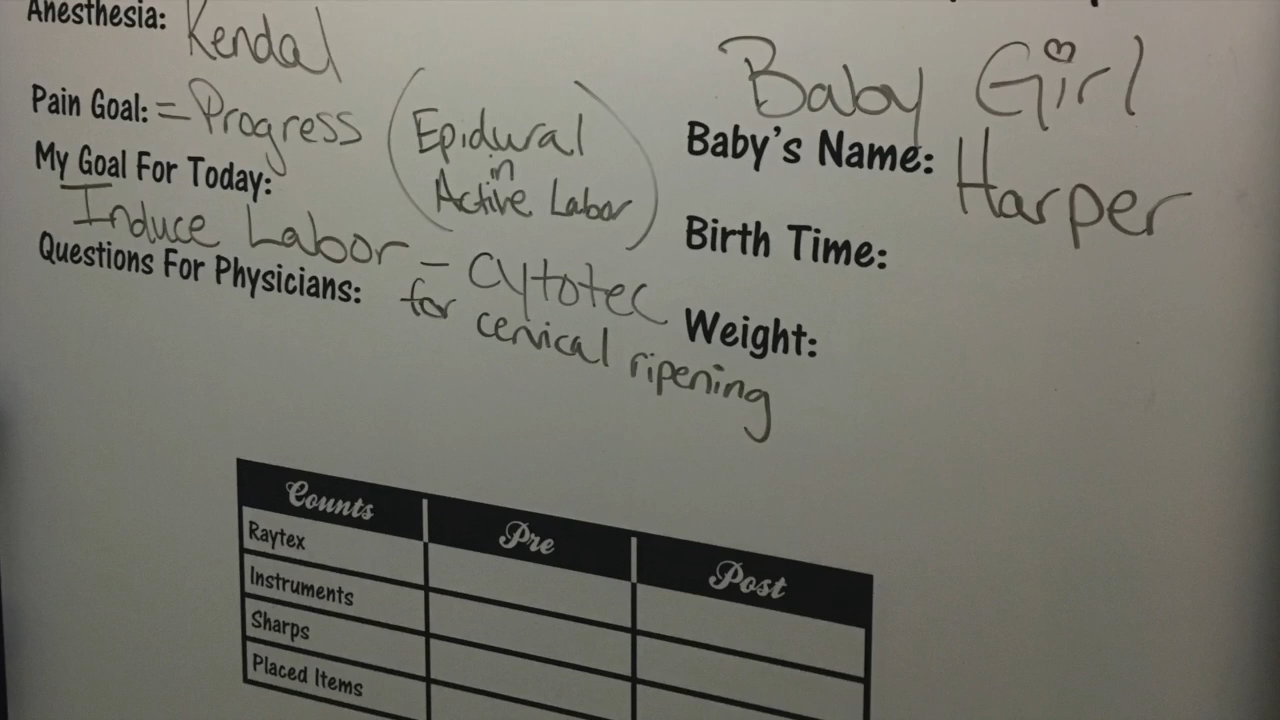 Anesthesia: Kendal
Pain Goal: = Progress (Epidural in Active Labor)
My Goal For Today:
Induce Labor - Cytotec
for cervical ripening
Questions For Physicians:
Baby Girl
Baby's Name: Harper
Birth Time:
Weight:
Counts Pre Post
Raytex
Instruments
Sharps
Placed Items